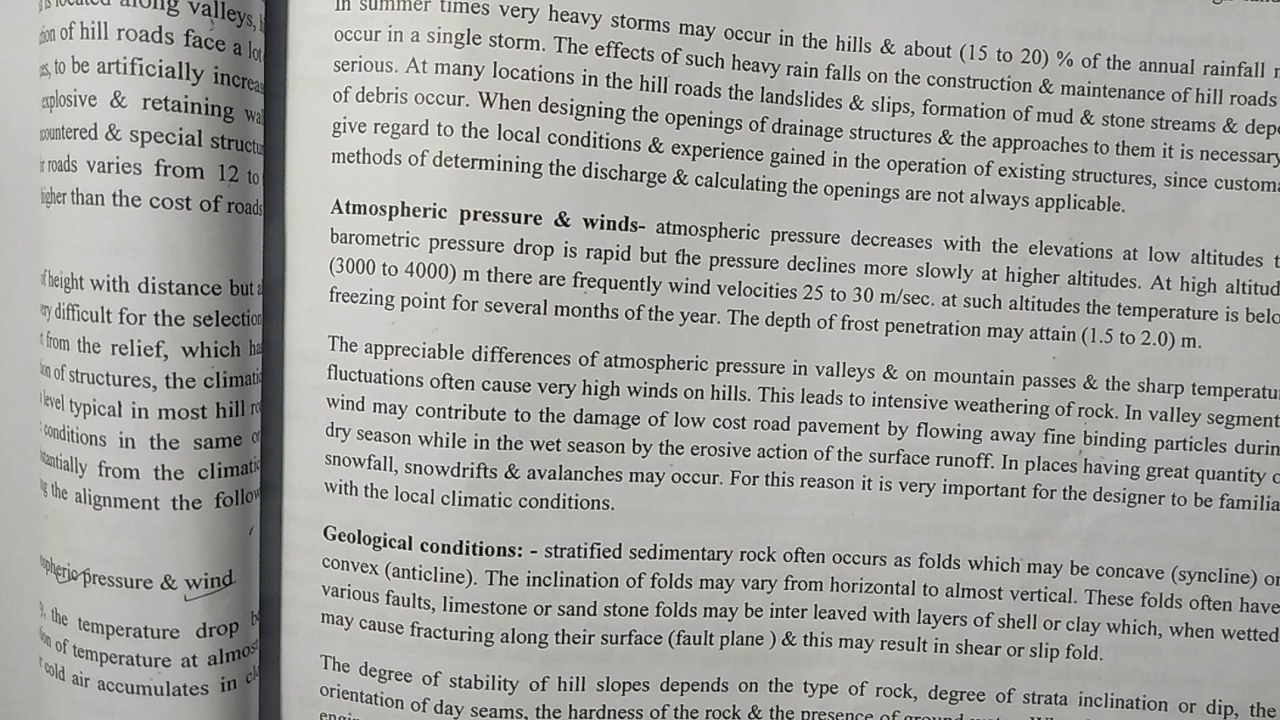 along valleys,
of hill roads face a lot
to be artificially
explosive & retaining
& special
roads varies from 12 to
than the cost of roads
height with distance but
difficult for the selection
from the relief, which
of structures, the
level typical in most hill
conditions in the same
from the
the alignment the
pressure & wind
the temperature drop
of temperature at
cold air accumulates in
In summer times very heavy storms may occur in the hills & about (15 to 20) % of the annual rainfall
occur in a single storm. The effects of such heavy rain falls on the construction & maintenance of hill roads
serious. At many locations in the hill roads the landslides & slips, formation of mud & stone streams &
of debris occur. When designing the openings of drainage structures & the approaches to them it is necessary
give regard to the local conditions & experience gained in the operation of existing structures, since
methods of determining the discharge & calculating the openings are not always applicable.
Atmospheric pressure & winds- atmospheric pressure decreases with the elevations at low altitudes
barometric pressure drop is rapid but the pressure declines more slowly at higher altitudes. At high
(3000 to 4000) m there are frequently wind velocities 25 to 30 m/sec. at such altitudes the temperature is
freezing point for several months of the year. The depth of frost penetration may attain (1.5 to 2.0) m.
The appreciable differences of atmospheric pressure in valleys & on mountain passes & the sharp
fluctuations often cause very high winds on hills. This leads to intensive weathering of rock. In valley
wind may contribute to the damage of low cost road pavement by flowing away fine binding particles
dry season while in the wet season by the erosive action of the surface runoff. In places having great quantity
snowfall, snowdrifts & avalanches may occur. For this reason it is very important for the designer to be
with the local climatic conditions.
Geological conditions: - stratified sedimentary rock often occurs as folds which may be concave (syncline)
convex (anticline). The inclination of folds may vary from horizontal to almost vertical. These folds often have
various faults, limestone or sand stone folds may be inter leaved with layers of shell or clay which, when wetted
may cause fracturing along their surface (fault plane ) & this may result in shear or slip fold.
The degree of stability of hill slopes depends on the type of rock, degree of strata inclination or dip, the
orientation of day seams, the hardness of the rock & the presence of